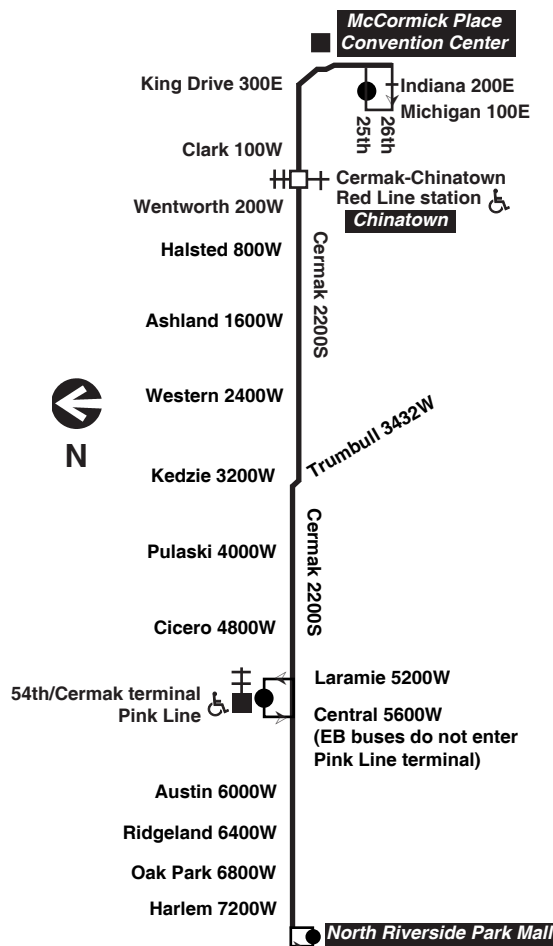 McCormick Place
Convention Center
King Drive 300E
Indiana 200E
Michigan 100E
25th
26th
Clark 100W
Cermak-Chinatown
Red Line station
Wentworth 200W
Chinatown
Halsted 800W
Cermak 2200S
Ashland 1600W
Western 2400W
N
Trumbull 3432W
Kedzie 3200W
Cermak 2200S
Pulaski 4000W
Cicero 4800W
54th/Cermak terminal
Pink Line
Laramie 5200W
Central 5600W
(EB buses do not enter
Pink Line terminal)
Austin 6000W
Ridgeland 6400W
Oak Park 6800W
Harlem 7200W
North Riverside Park Mall